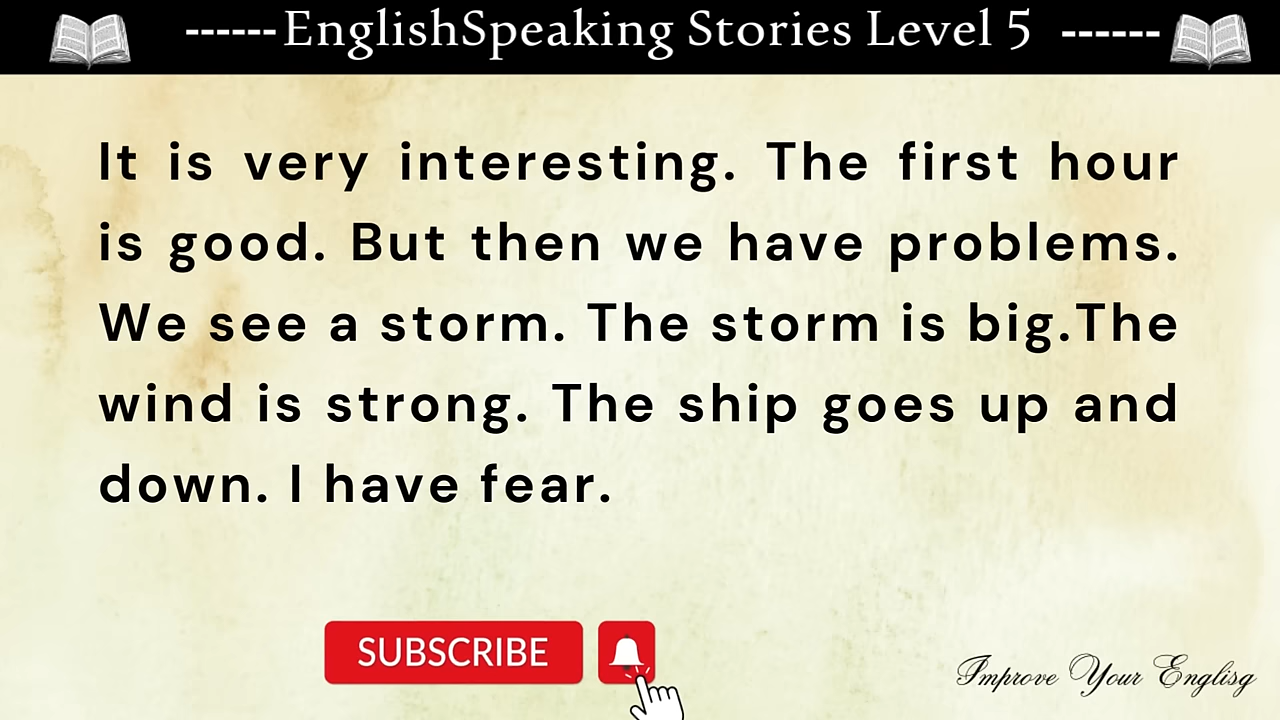 ------EnglishSpeaking Stories Level 5 ------
It is very interesting. The first hour
is good. But then we have problems.
We see a storm. The storm is big.The
wind is strong. The ship goes up and
down. I have fear.
SUBSCRIBE
Improve Your Englisg